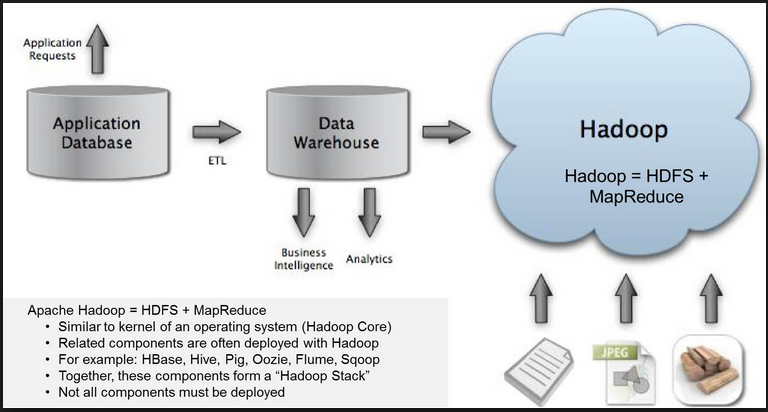 Application
Requests
Application
Database
ETL
Data
Warehouse
Business
Intelligence
Analytics
Hadoop
Hadoop = HDFS +
MapReduce
JPEG
Apache Hadoop = HDFS + MapReduce
• Similar to kernel of an operating system (Hadoop Core)
• Related components are often deployed with Hadoop
• For example: HBase, Hive, Pig, Oozie, Flume, Sqoop
• Together, these components form a “Hadoop Stack”
• Not all components must be deployed